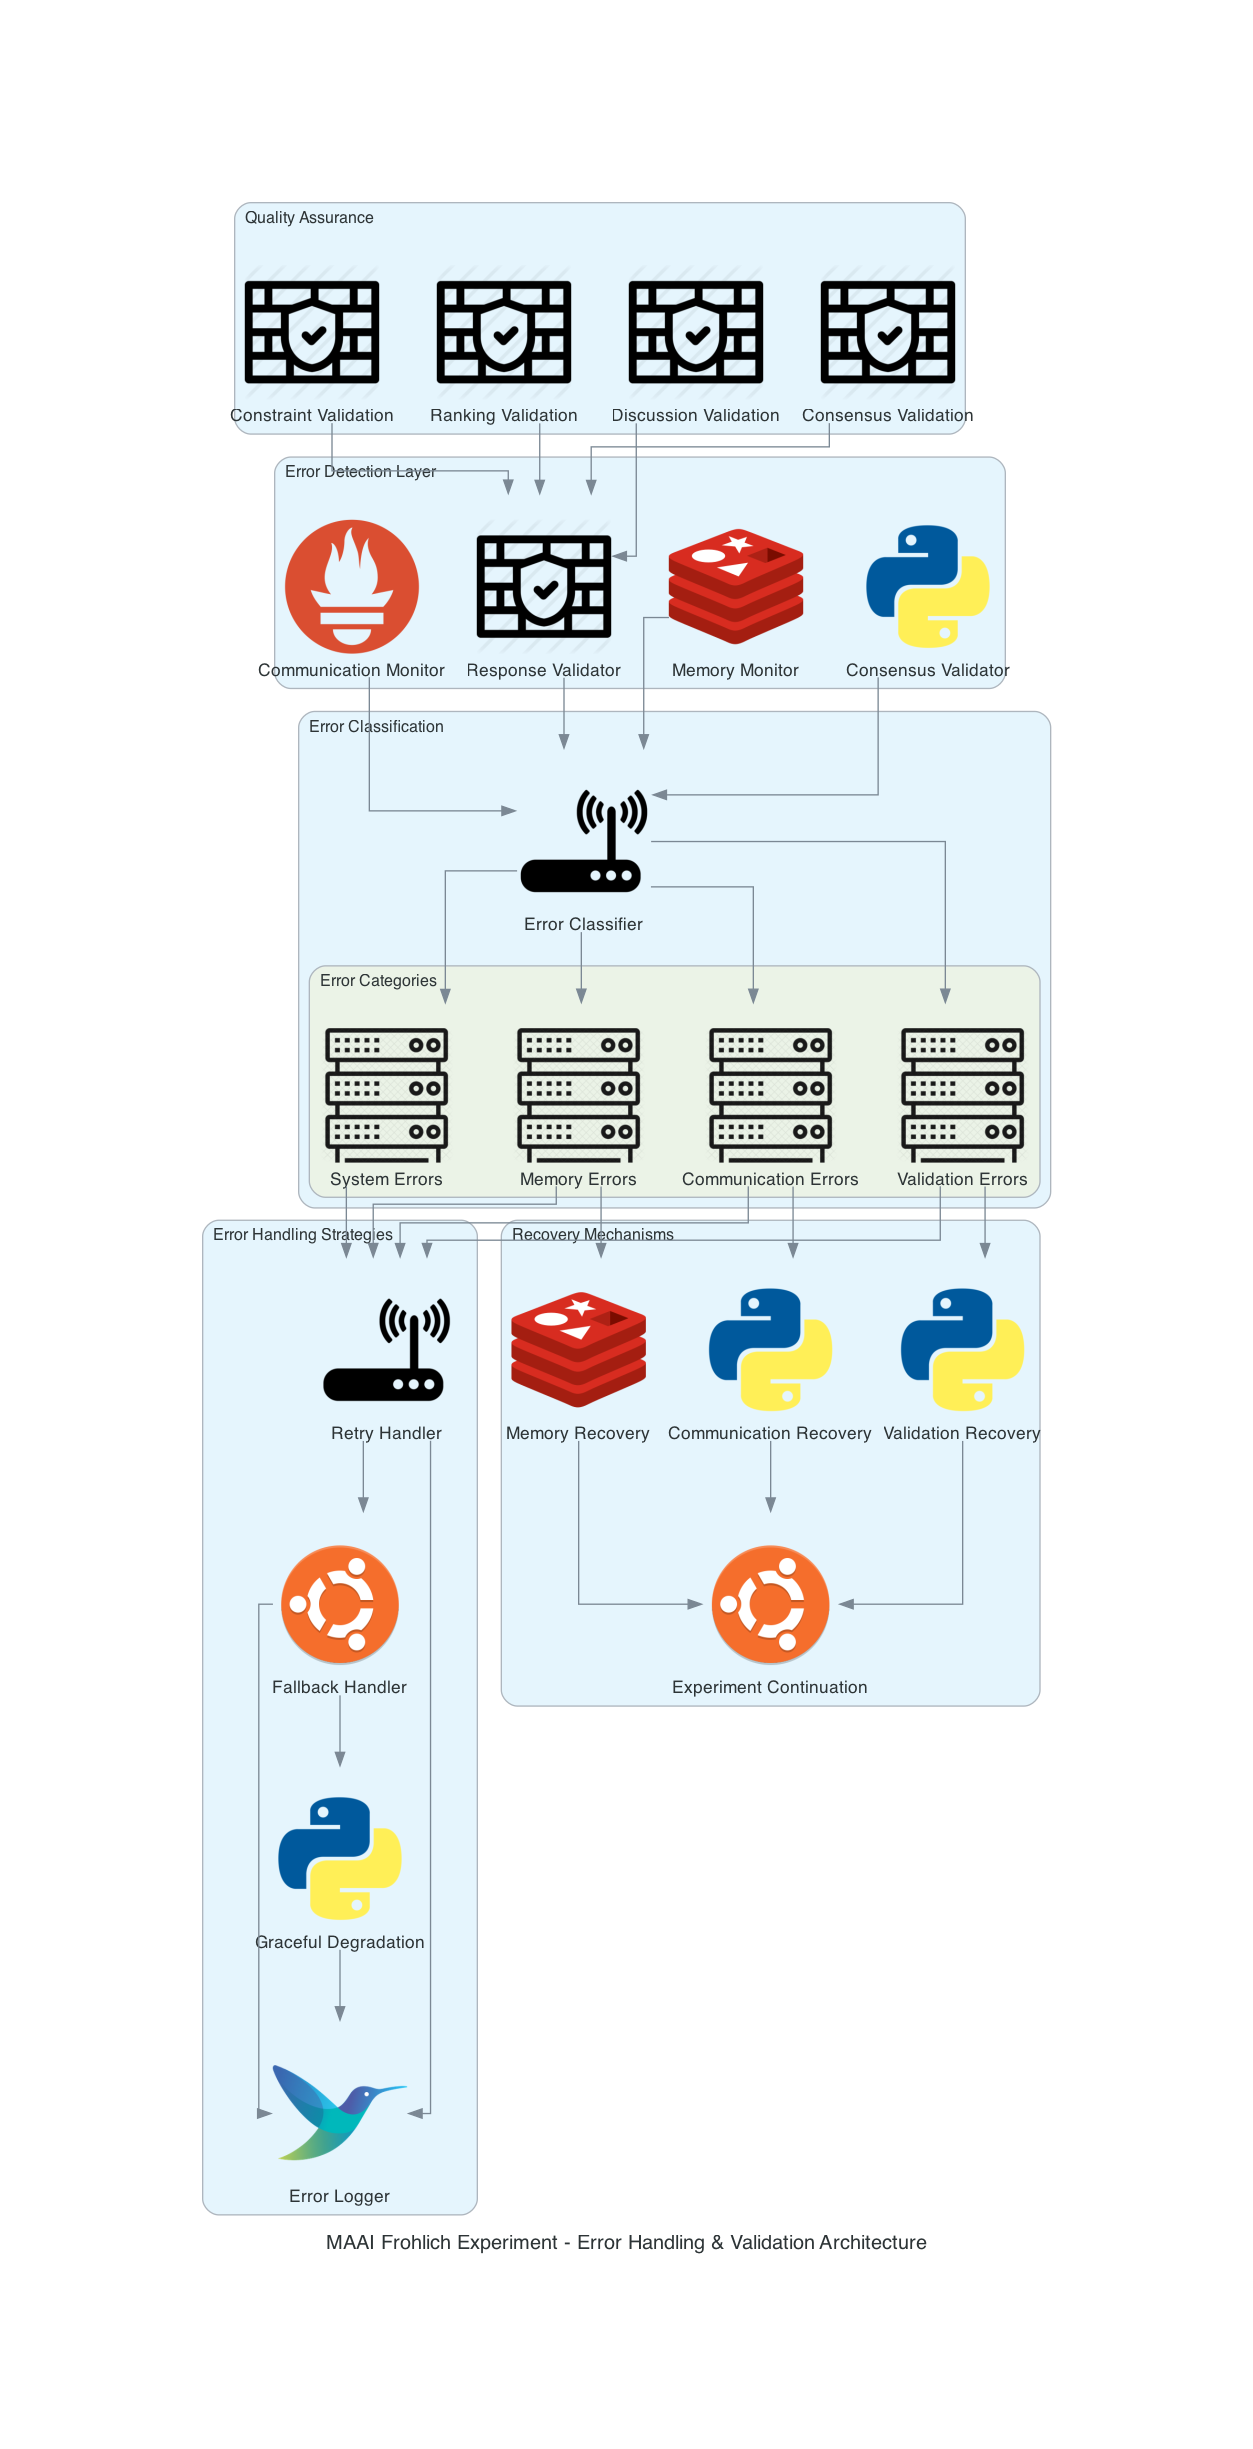 Quality Assurance
Constraint Validation
Ranking Validation
Discussion Validation
Consensus Validation
Error Detection Layer
Communication Monitor
Response Validator
Memory Monitor
Consensus Validator
Error Classification
Error Classifier
Error Categories
System Errors
Memory Errors
Communication Errors
Validation Errors
Error Handling Strategies
Recovery Mechanisms
Retry Handler
Memory Recovery
Communication Recovery
Validation Recovery
Fallback Handler
Experiment Continuation
Graceful Degradation
Error Logger
MAAI Frohlich Experiment - Error Handling & Validation Architecture